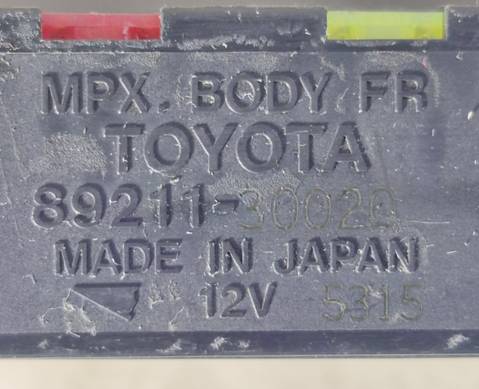 MPX. BODY FR
TOYOTA
89211-30020
MADE IN JAPAN
12V 5315